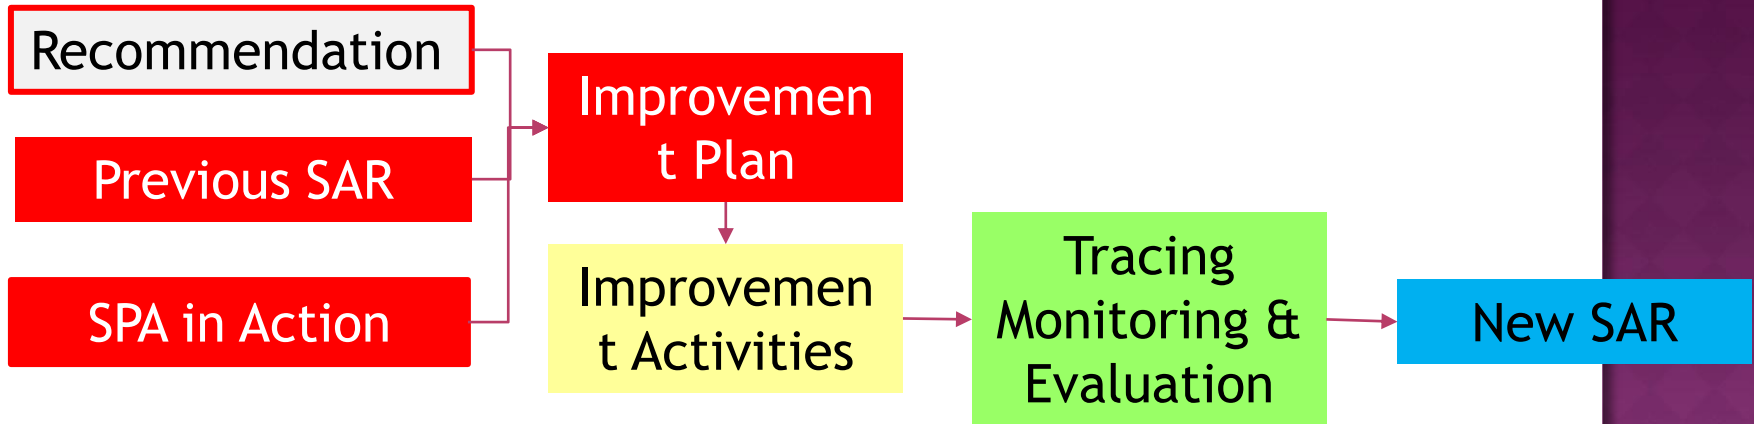 Recommendation
Previous SAR
SPA in Action
Improvemen
t Plan
Improvemen
t Activities
Tracing
Monitoring &
Evaluation
New SAR